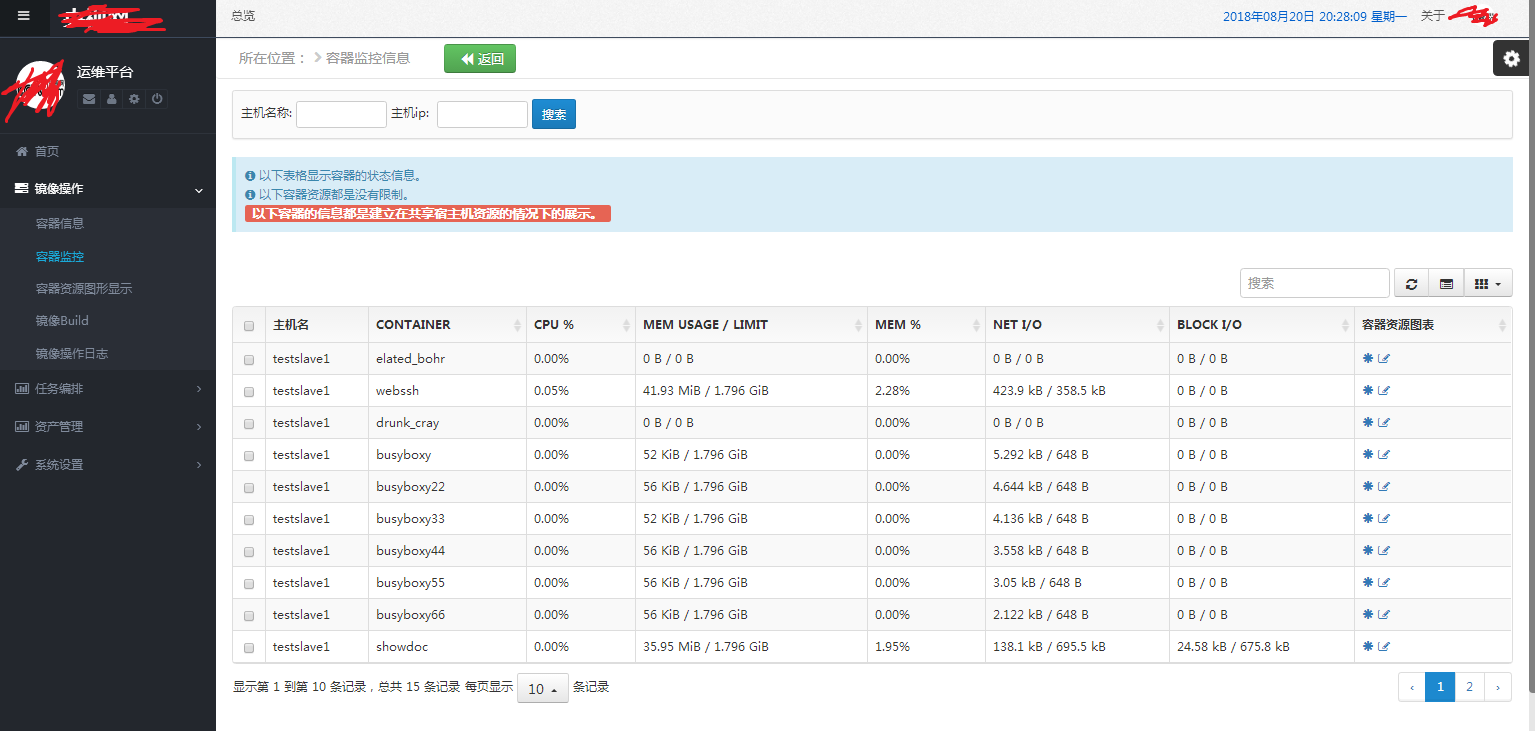 总览
2018年08月20日 20:28:09 星期一 关于
运维平台
首页
镜像操作
容器信息
容器监控
容器资源图形显示
镜像Build
镜像操作日志
任务编排
资产管理
系统设置
所在位置： 容器监控信息 返回
主机名称: 主机ip: 搜索
以下表格显示容器的状态信息。
以下容器资源都是没有限制。
以下容器的信息都是建立在共享宿主机资源的情况下的展示。
搜索
主机名 CONTAINER CPU % MEM USAGE / LIMIT MEM % NET I/O BLOCK I/O 容器资源图表
testslave1 elated_bohr 0.00% 0 B / 0 B 0.00% 0 B / 0 B 0 B / 0 B
testslave1 webssh 0.05% 41.93 MiB / 1.796 GiB 2.28% 423.9 kB / 358.5 kB 0 B / 0 B
testslave1 drunk_cray 0.00% 0 B / 0 B 0.00% 0 B / 0 B 0 B / 0 B
testslave1 busyboxy 0.00% 52 KiB / 1.796 GiB 0.00% 5.292 kB / 648 B 0 B / 0 B
testslave1 busyboxy22 0.00% 56 KiB / 1.796 GiB 0.00% 4.644 kB / 648 B 0 B / 0 B
testslave1 busyboxy33 0.00% 52 KiB / 1.796 GiB 0.00% 4.136 kB / 648 B 0 B / 0 B
testslave1 busyboxy44 0.00% 56 KiB / 1.796 GiB 0.00% 3.558 kB / 648 B 0 B / 0 B
testslave1 busyboxy55 0.00% 56 KiB / 1.796 GiB 0.00% 3.05 kB / 648 B 0 B / 0 B
testslave1 busyboxy66 0.00% 56 KiB / 1.796 GiB 0.00% 2.122 kB / 648 B 0 B / 0 B
testslave1 showdoc 0.00% 35.95 MiB / 1.796 GiB 1.95% 138.1 kB / 695.5 kB 24.58 kB / 675.8 kB
显示第 1 到第 10 条记录，总共 15 条记录 每页显示 10 条记录
‹ 1 2 ›